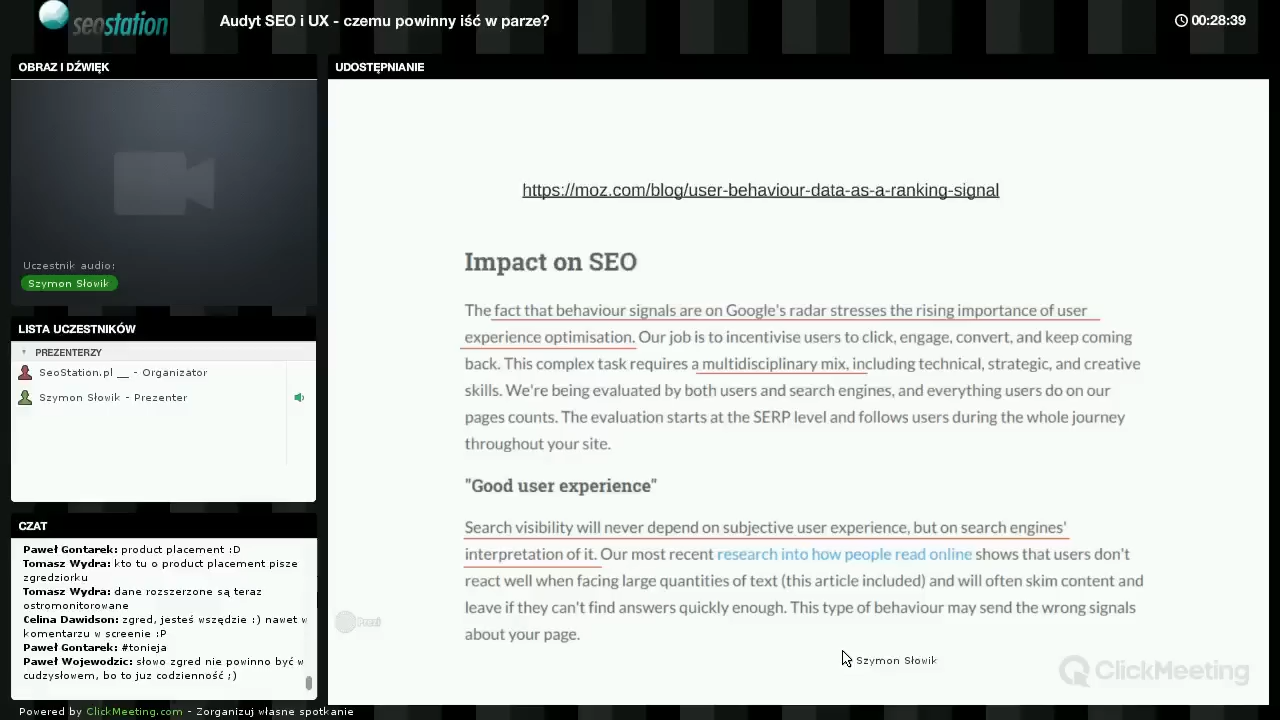 seostation
Audyt SEO i UX - czemu powinny iść w parze?
00:28:39
OBRAZ I DŹWIĘK
Uczestnik audio:
Szymon Słowik
LISTA UCZESTNIKÓW
PREZENTERZY
SeoStation.pl __ - Organizator
Szymon Słowik - Prezenter
CZAT
Paweł Gontarek: product placement :D
Tomasz Wydra: kto tu o product placement pisze
zgredziorku
Tomasz Wydra: dane rozszerzone są teraz
ostromonitorowane
Celina Dawidson: zgred, jesteś wszędzie :) nawet w
komentarzu w screenie :P
Paweł Gontarek: #tonieja
Paweł Wojewodzic: słowo zgred nie powinno być w
cudzysłowem, bo to juz codzienność ;)
Powered by ClickMeeting.com - Zorganizuj własne spotkanie
UDOSTĘPNIANIE
https://moz.com/blog/user-behaviour-data-as-a-ranking-signal
Impact on SEO
The fact that behaviour signals are on Google's radar stresses the rising importance of user
experience optimisation. Our job is to incentivise users to click, engage, convert, and keep coming
back. This complex task requires a multidisciplinary mix, including technical, strategic, and creative
skills. We're being evaluated by both users and search engines, and everything users do on our
pages counts. The evaluation starts at the SERP level and follows users during the whole journey
throughout your site.
"Good user experience"
Search visibility will never depend on subjective user experience, but on search engines'
interpretation of it. Our most recent research into how people read online shows that users don't
react well when facing large quantities of text (this article included) and will often skim content and
leave if they can't find answers quickly enough. This type of behaviour may send the wrong signals
about your page.
Prezi
Szymon Słowik
ClickMeeting